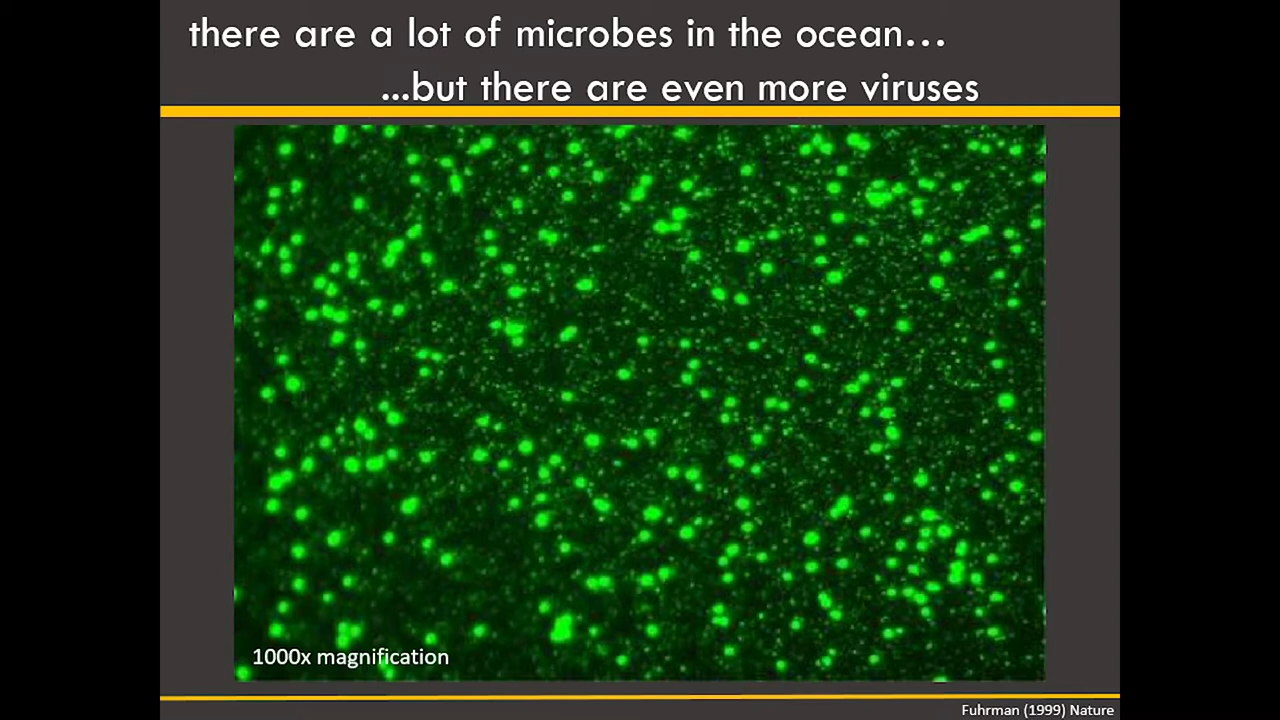 there are a lot of microbes in the ocean...
...but there are even more viruses
1000x magnification
Fuhrman (1999) Nature